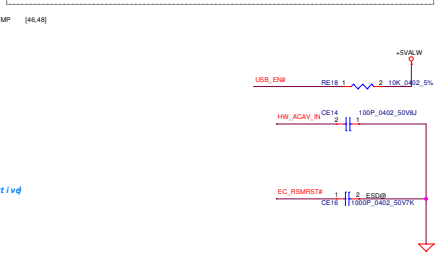 MP [46,48]
+5VALW
USB_EN# RE18 1 2 10K_0402_5%
HW_ACAV_IN CE14 100P_0402_50V8J
2 1
EC_RSMRST# 1 2 ESD@
CE16 1000P_0402_50V7K
tive)